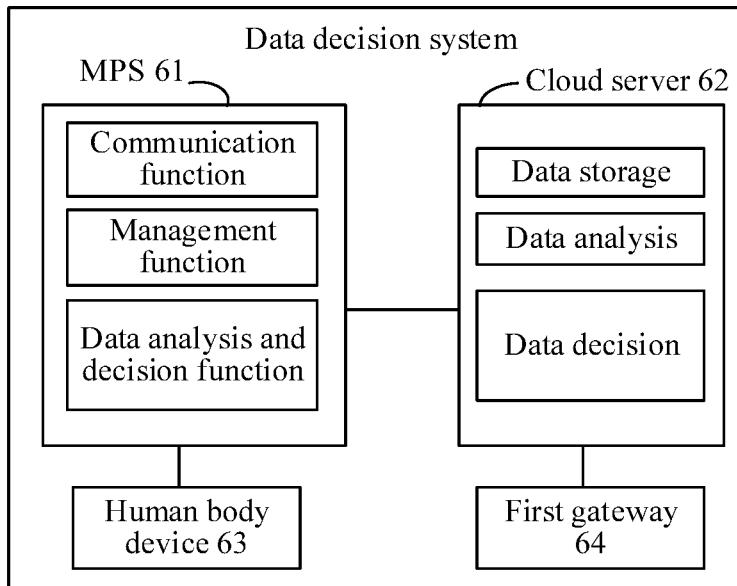 Data decision system
MPS 61
Cloud server 62
Communication
function
Management
function
Data analysis and
decision function
Data storage
Data analysis
Data decision
Human body
device 63
First gateway
64